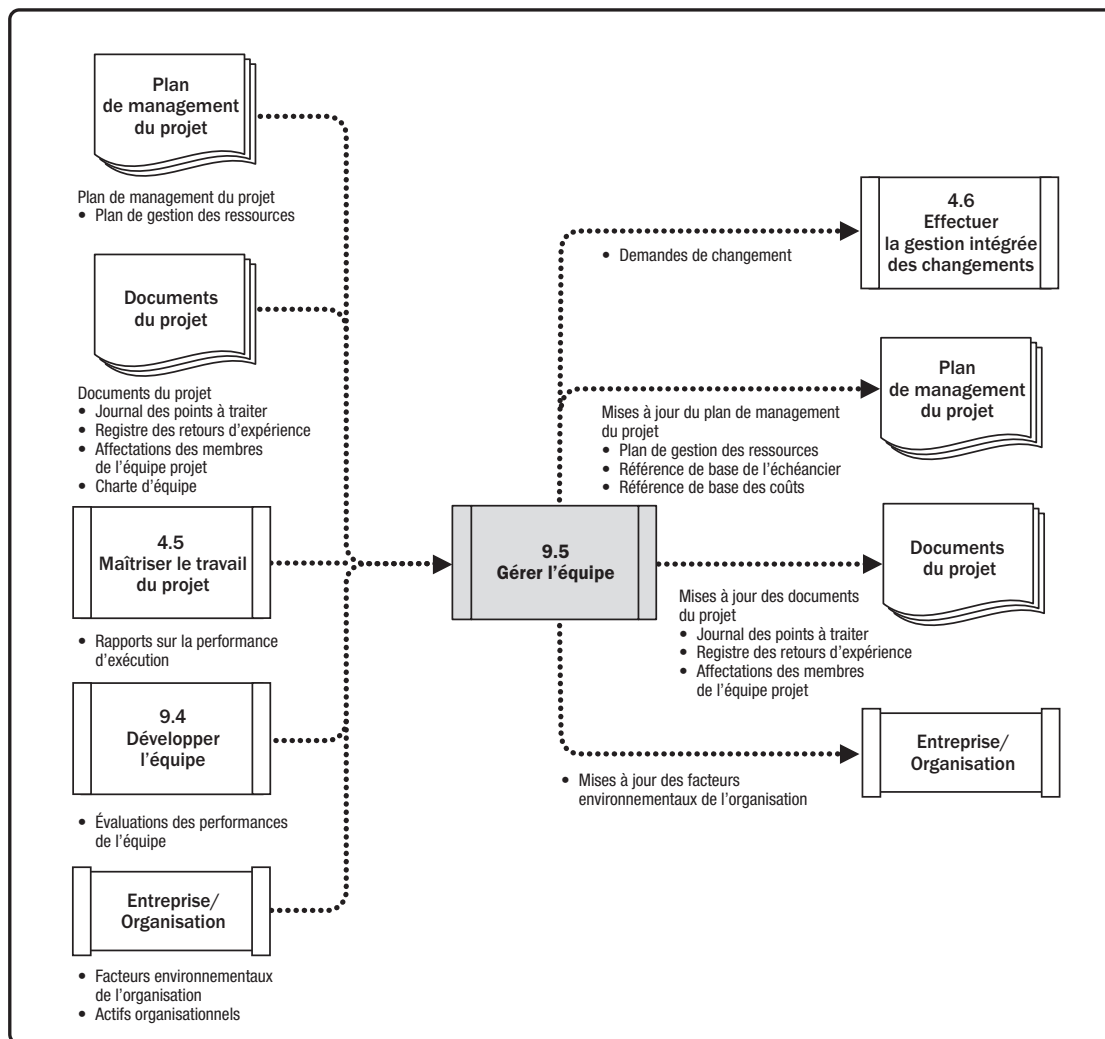 Plan
de management
du projet
Plan de management du projet
• Plan de gestion des ressources
Documents
du projet
Documents du projet
• Journal des points à traiter
• Registre des retours d’expérience
• Affectations des membres
de l’équipe projet
• Charte d’équipe
4.5
Maîtriser le travail
du projet
• Rapports sur la performance
d’exécution
9.4
Développer
l’équipe
• Évaluations des performances
de l’équipe
Entreprise/
Organisation
• Facteurs environnementaux
de l’organisation
• Actifs organisationnels
9.5
Gérer l’équipe
4.6
Effectuer
la gestion intégrée
des changements
• Demandes de changement
Plan
de management
du projet
Mises à jour du plan de management
du projet
• Plan de gestion des ressources
• Référence de base de l’échéancier
• Référence de base des coûts
Documents
du projet
Mises à jour des documents
du projet
• Journal des points à traiter
• Registre des retours d’expérience
• Affectations des membres
de l’équipe projet
Entreprise/
Organisation
• Mises à jour des facteurs
environnementaux de l’organisation